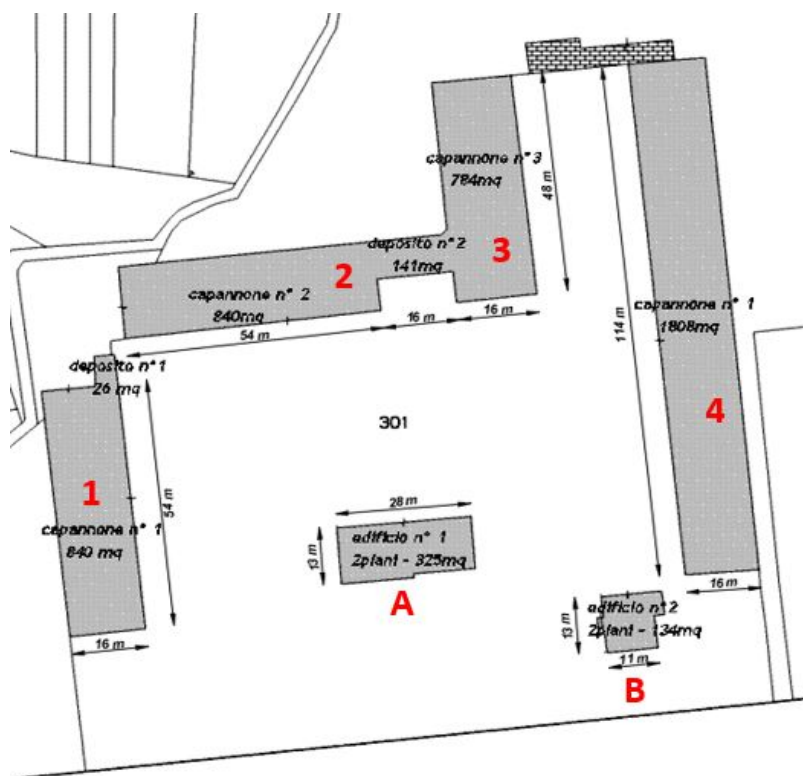 capannone n° 3
784mq
48 m
3
deposito n° 2
141mq
2
capannone n° 2
840mq
54 m
16 m
16 m
capannone n° 1
1808mq
114 m
4
deposito n° 1
26 mq
301
1
54 m
capannone n° 1
840 mq
16 m
28 m
13 m
edificio n° 1
2piani - 325mq
A
16 m
edificio n°2
2piani - 134mq
13 m
11 m
B